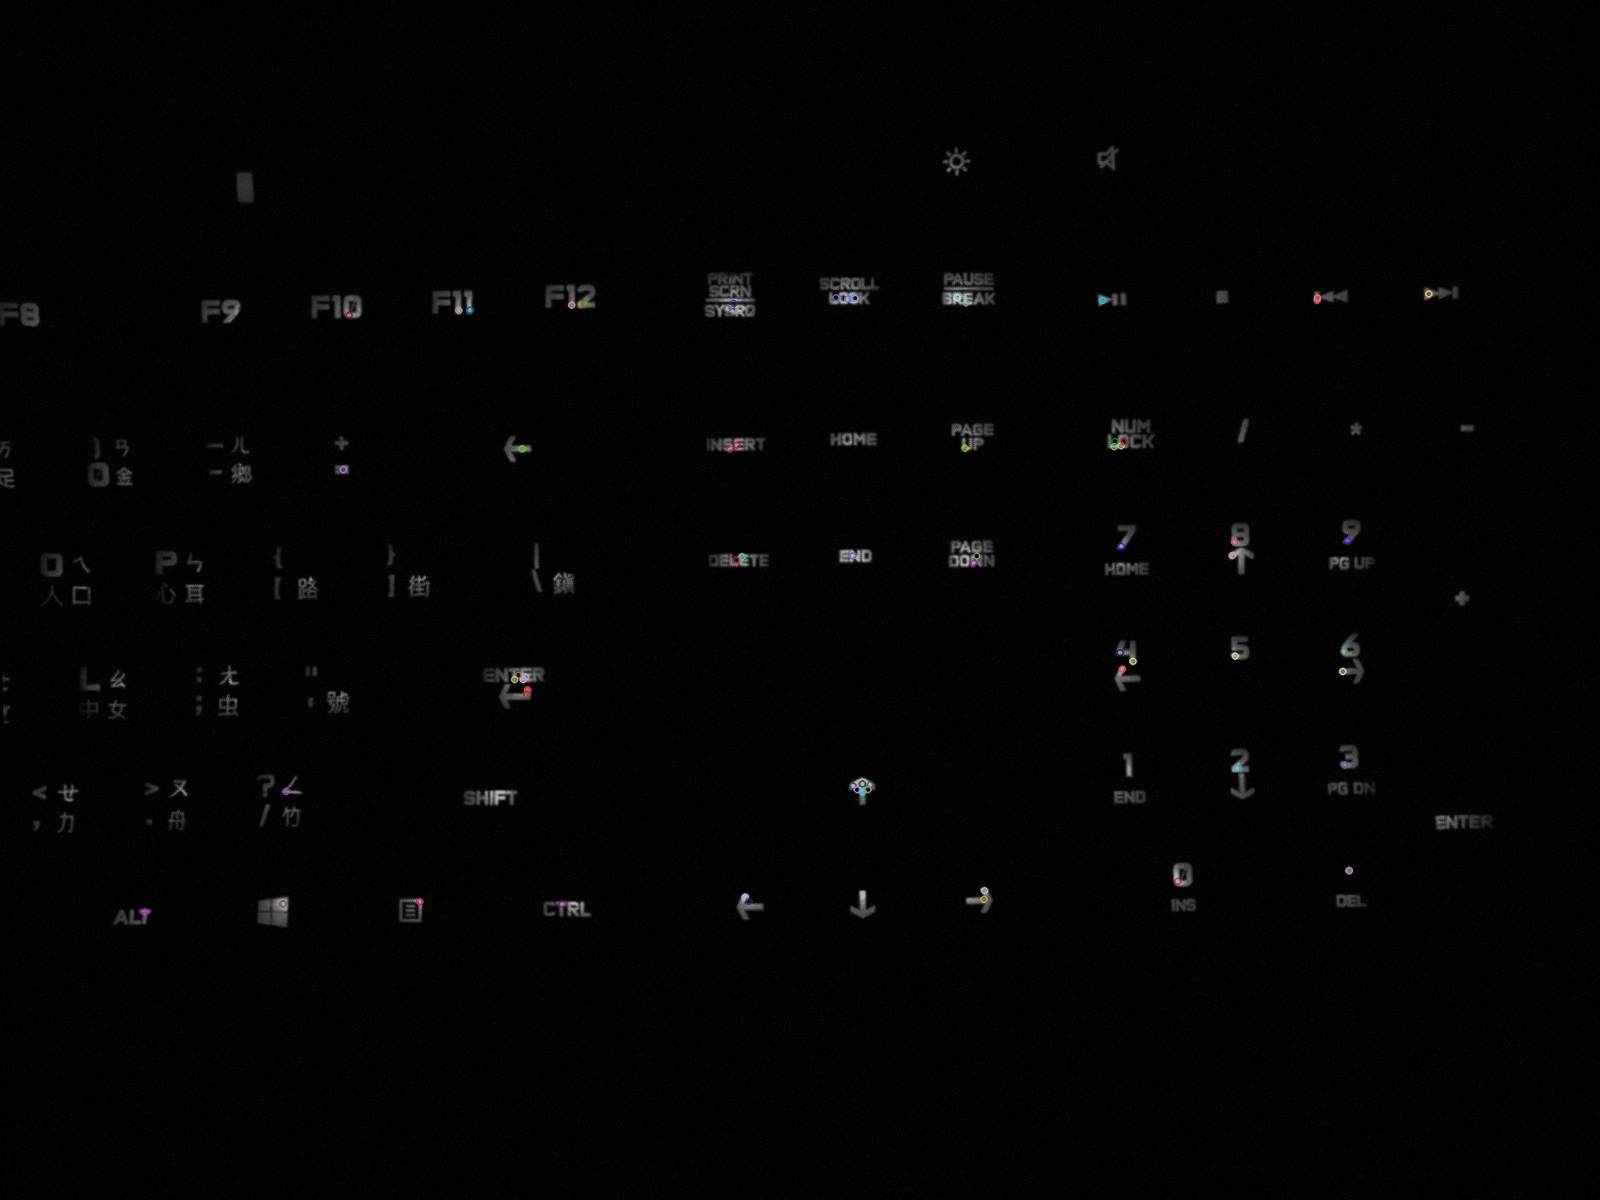 F8 F9 F10 F11 F12 PRINT SCRN SYSRQ SCROLL LOCK PAUSE BREAK
) ㄢ 0 金 — ㄦ - 鄉 + = ← INSERT HOME PAGE UP NUM LOCK / * -
O ㄟ 人 口 P ㄣ 心 耳 { [ 路 } ] 街 | \ 鎖 DELETE END PAGE DOWN 7 HOME 8 ↑ 9 PG UP +
L ㄠ 中 女 : ㄤ ; 虫 " ' 號 ENTER ← 4 ← 5 6 →
< ㄝ , 力 > ㄡ . 舟 ? ㄥ / 竹 SHIFT ↑ 1 END 2 ↓ 3 PG DN ENTER
ALT CTRL ← ↓ → 0 INS . DEL